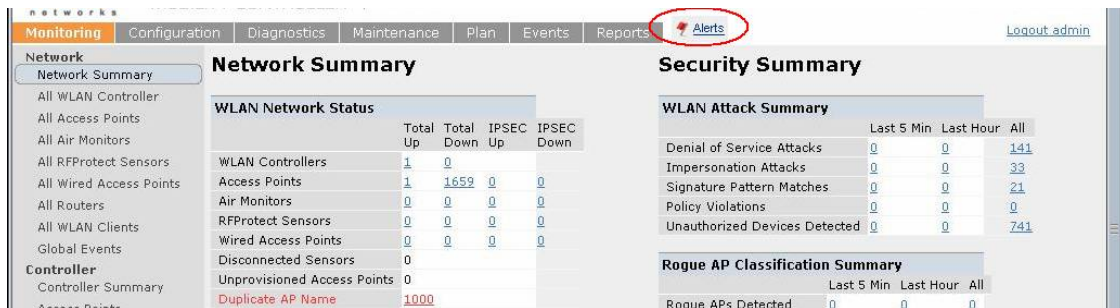 networks
Monitoring Configuration Diagnostics Maintenance Plan Events Reports Alerts Logout admin
Network
Network Summary
All WLAN Controller
All Access Points
All Air Monitors
All RFProtect Sensors
All Wired Access Points
All Routers
All WLAN Clients
Global Events
Controller
Controller Summary
Access Points
Network Summary
WLAN Network Status
Total Up Total Down IPSEC Up IPSEC Down
WLAN Controllers 1 0
Access Points 1 1659 0 0
Air Monitors 0 0 0 0
RFProtect Sensors 0 0 0 0
Wired Access Points 0 0 0 0
Disconnected Sensors 0
Unprovisioned Access Points 0
Duplicate AP Name 1000
Security Summary
WLAN Attack Summary
Last 5 Min Last Hour All
Denial of Service Attacks 0 0 141
Impersonation Attacks 0 0 33
Signature Pattern Matches 0 0 21
Policy Violations 0 0 0
Unauthorized Devices Detected 0 0 741
Rogue AP Classification Summary
Last 5 Min Last Hour All
Rogue APs Detected 0 0 0